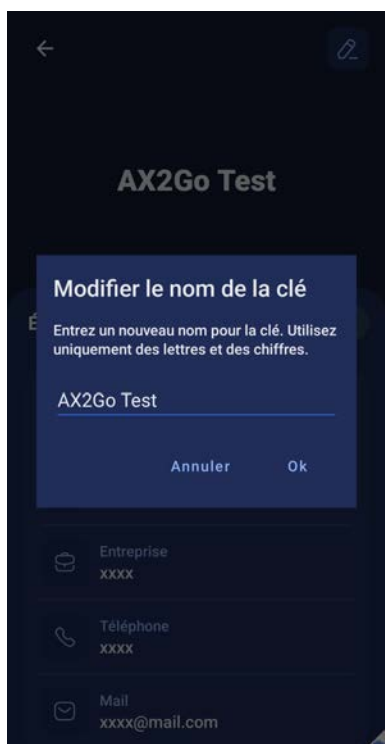 AX2Go Test
Modifier le nom de la clé
É
Entrez un nouveau nom pour la clé. Utilisez
uniquement des lettres et des chiffres.
AX2Go Test
Annuler Ok
Entreprise
xxxx
Téléphone
xxxx
Mail
xxxx@mail.com